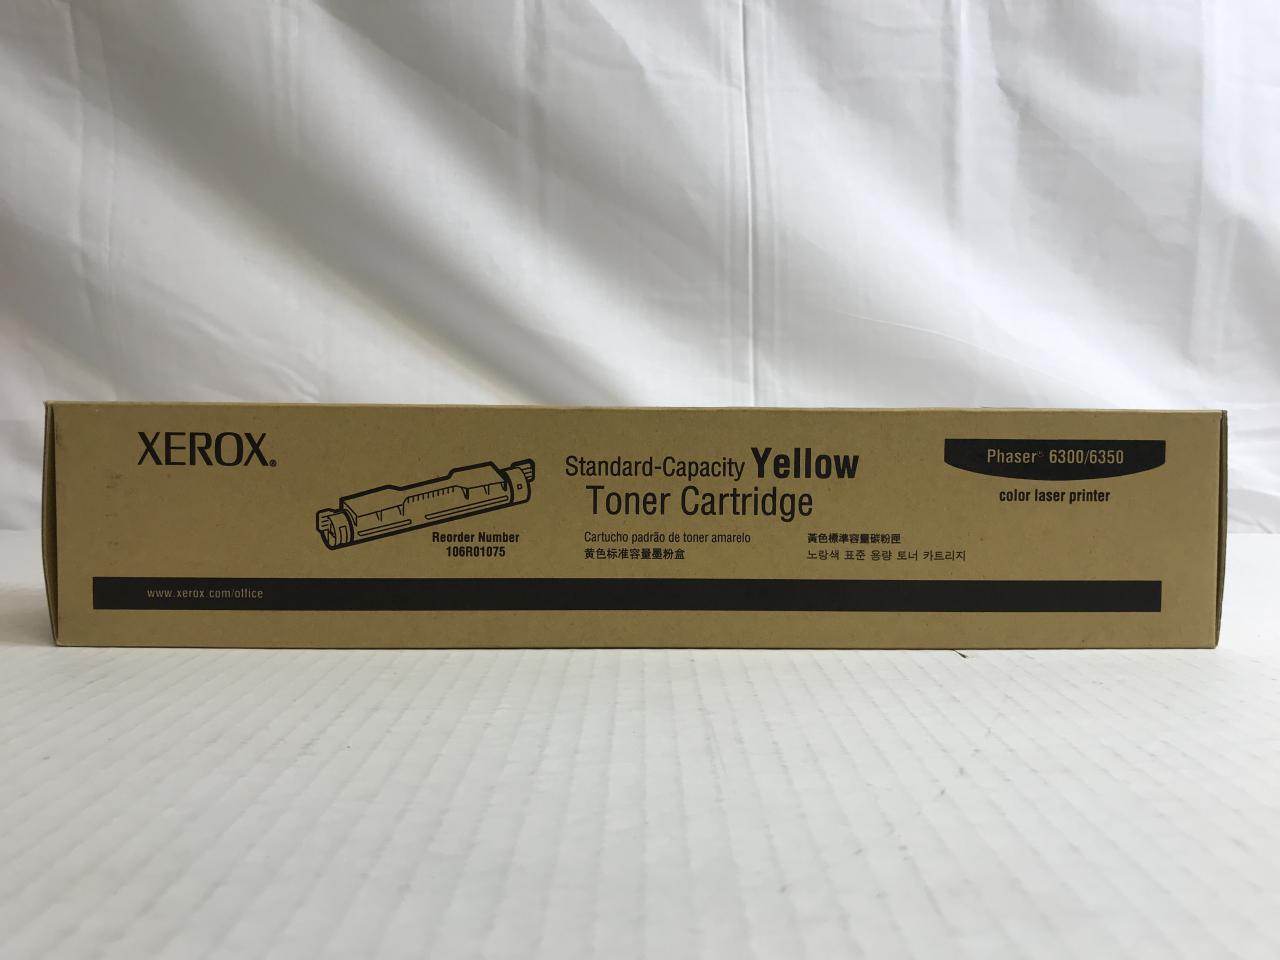 XEROX®
Standard-Capacity Yellow
Toner Cartridge
Phaser® 6300/6350
color laser printer
Reorder Number
106R01075
Cartucho padrão de toner amarelo
黄色标准容量墨粉盒
黃色標準容量碳粉匣
노랑색 표준 용량 토너 카트리지
www.xerox.com/office